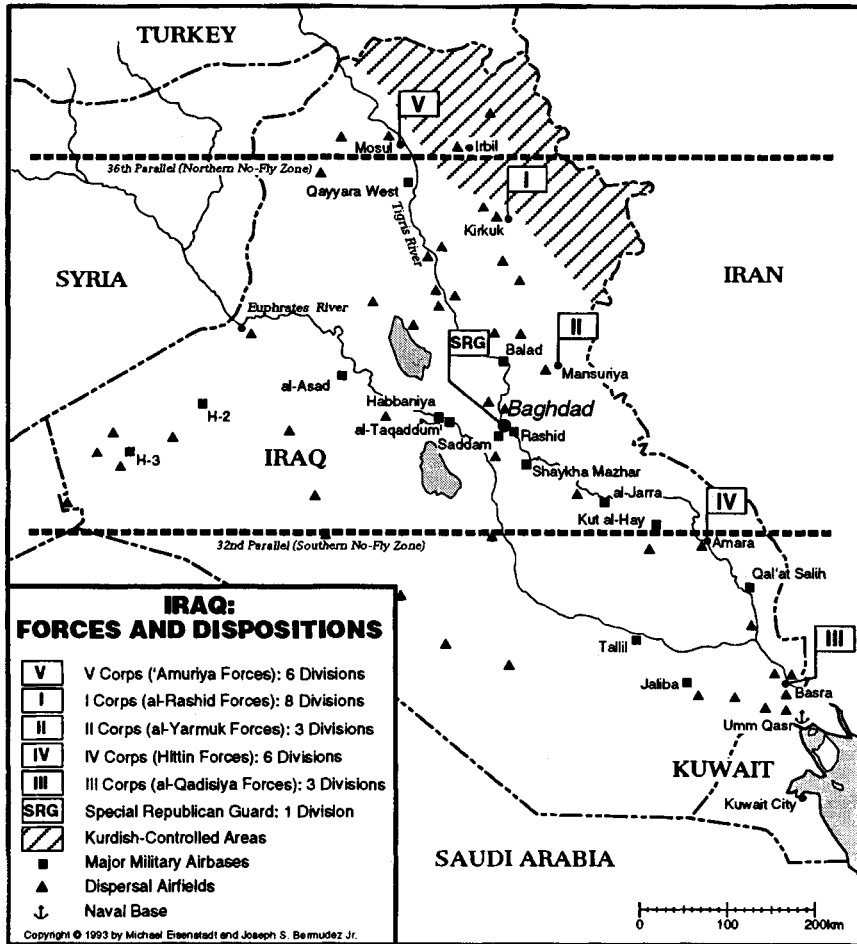 TURKEY
V
Mosul
Irbil
36th Parallel (Northern No-Fly Zone)
Qayyara West
I
Kirkuk
Tigris River
SYRIA
IRAN
Euphrates River
II
SRG
Balad
Mansuriya
al-Asad
Habbaniya
Baghdad
H-2
al-Taqaddum
Saddam
Rashid
IRAQ
H-3
Shaykha Mazhar
al-Jarra
IV
Kut al-Hay
32nd Parallel (Southern No-Fly Zone)
Amara
Qal'at Salih
IRAQ:
FORCES AND DISPOSITIONS
III
Tallil
V V Corps ('Amuriya Forces): 6 Divisions
Jaliba
Basra
I I Corps (al-Rashid Forces): 8 Divisions
Umm Qasr
II II Corps (al-Yarmuk Forces): 3 Divisions
IV IV Corps (Hittin Forces): 6 Divisions
KUWAIT
III III Corps (al-Qadisiya Forces): 3 Divisions
Kuwait City
SRG Special Republican Guard: 1 Division
Kurdish-Controlled Areas
Major Military Airbases
SAUDI ARABIA
Dispersal Airfields
Naval Base
0 100 200km
Copyright © 1993 by Michael Eisenstadt and Joseph S. Bermudez Jr.